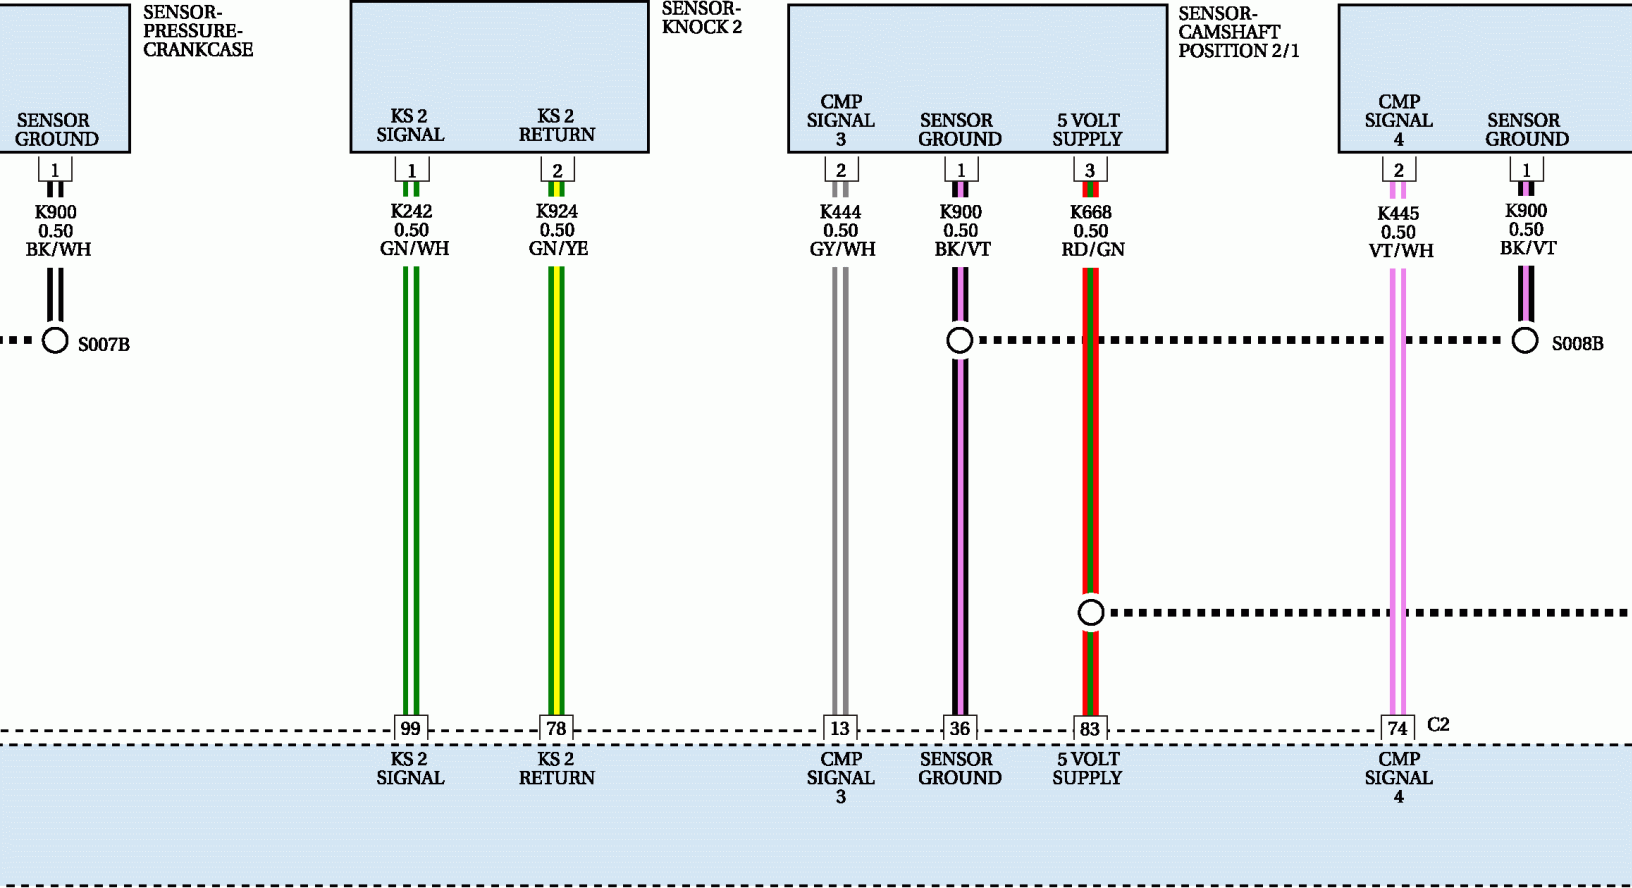 SENSOR-
PRESSURE-
CRANKCASE
SENSOR-
KNOCK 2
SENSOR-
CAMSHAFT
POSITION 2/1
SENSOR
GROUND
KS 2
SIGNAL
KS 2
RETURN
CMP
SIGNAL
3
SENSOR
GROUND
5 VOLT
SUPPLY
CMP
SIGNAL
4
SENSOR
GROUND
1
1
2
2
1
3
2
1
K900
0.50
BK/WH
K242
0.50
GN/WH
K924
0.50
GN/YE
K444
0.50
GY/WH
K900
0.50
BK/VT
K668
0.50
RD/GN
K445
0.50
VT/WH
K900
0.50
BK/VT
S007B
S008B
99
78
13
36
83
74
C2
KS 2
SIGNAL
KS 2
RETURN
CMP
SIGNAL
3
SENSOR
GROUND
5 VOLT
SUPPLY
CMP
SIGNAL
4